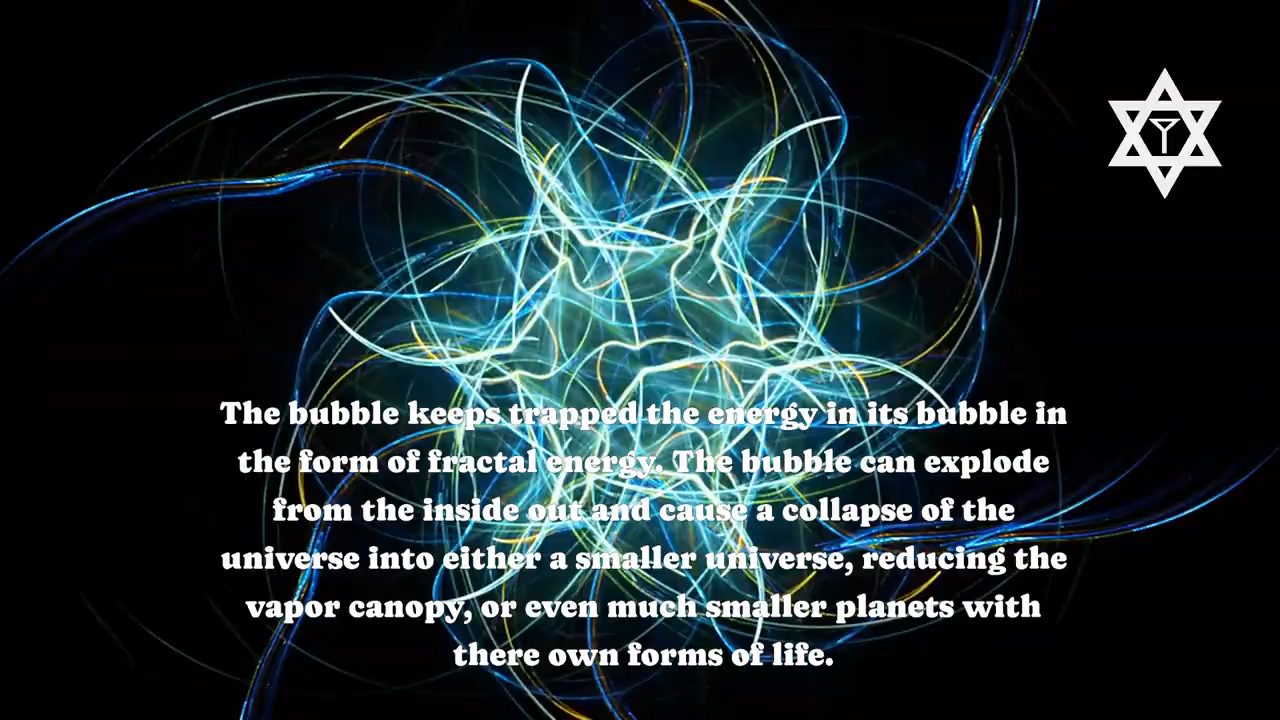 The bubble keeps trapped the energy in its bubble in
the form of fractal energy. The bubble can explode
from the inside out and cause a collapse of the
universe into either a smaller universe, reducing the
vapor canopy, or even much smaller planets with
there own forms of life.